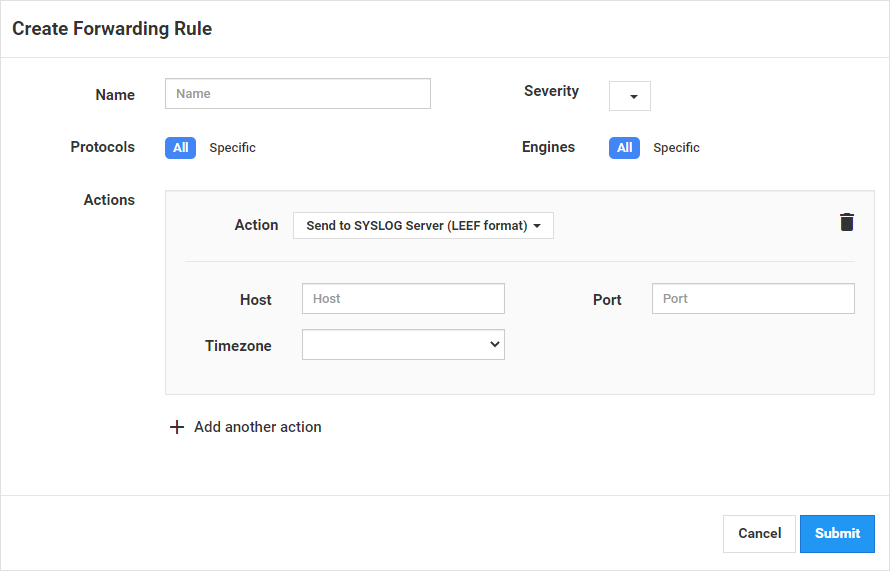 Create Forwarding Rule
Name Name Severity
Protocols All Specific Engines All Specific
Actions
Action Send to SYSLOG Server (LEEF format)
Host Host Port Port
Timezone
Add another action
Cancel Submit